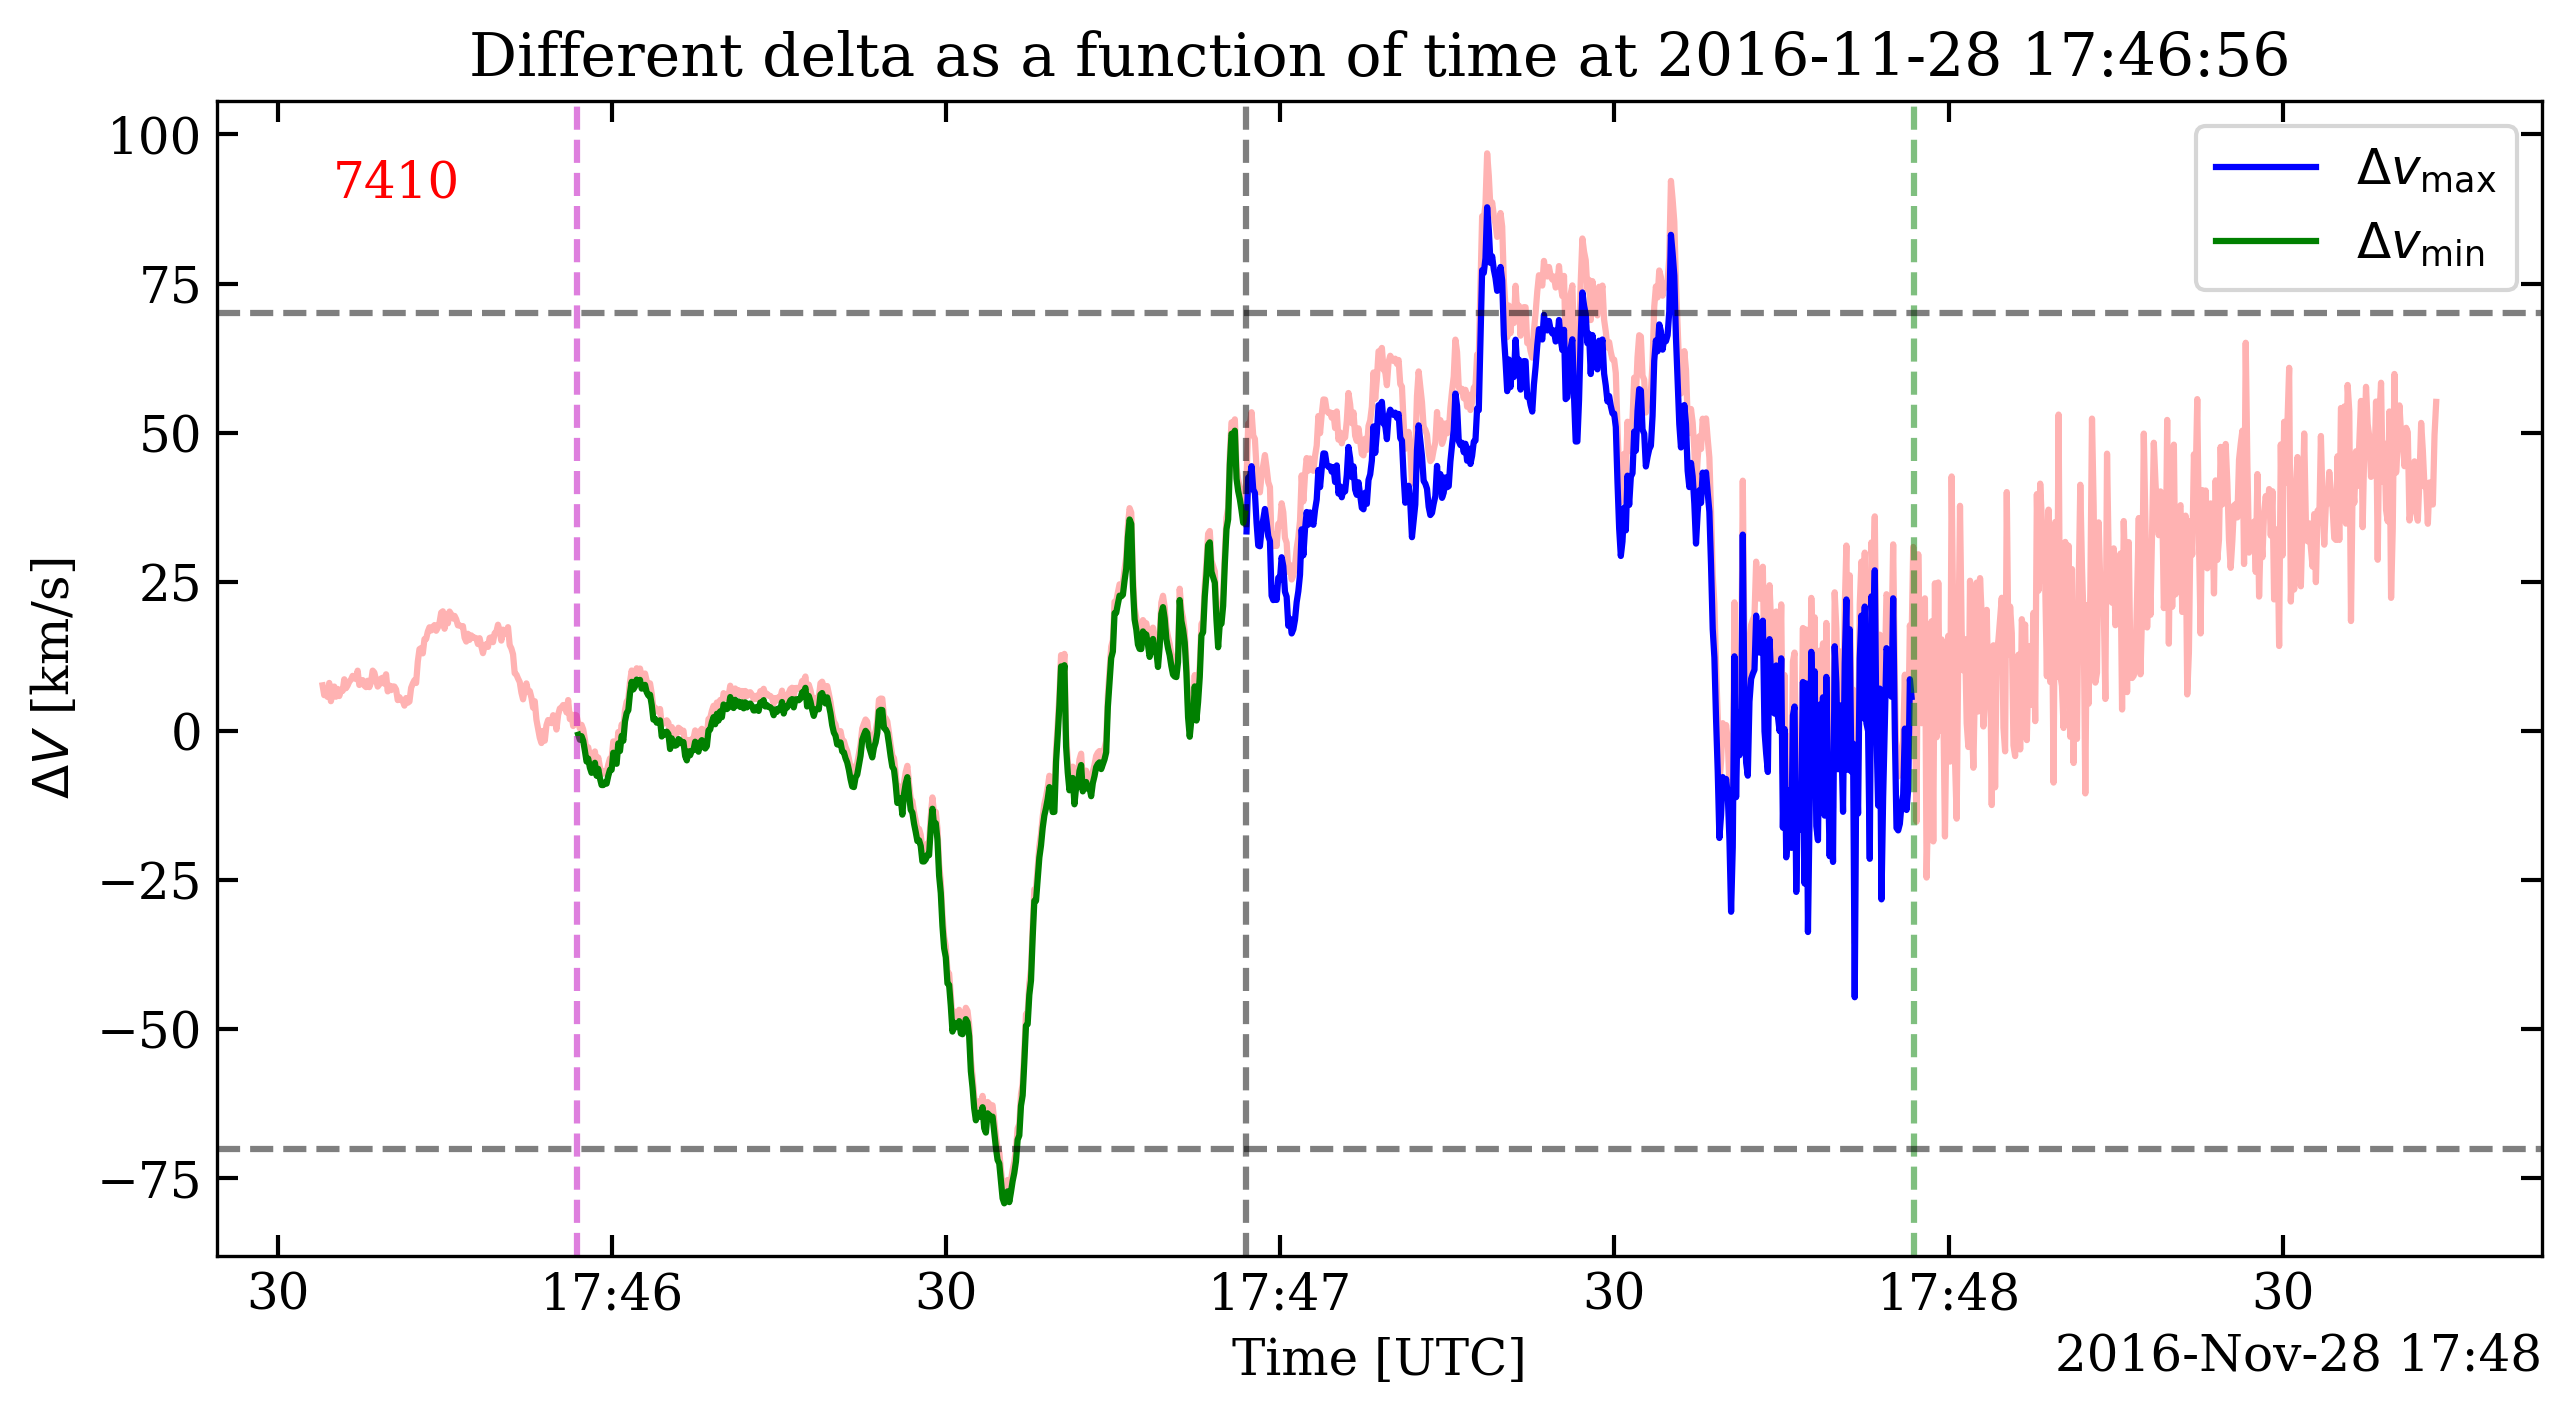 Different delta as a function of time at 2016-11-28 17:46:56
7410
Δv_max
Δv_min
ΔV [km/s]
100
75
50
25
0
−25
−50
−75
30 17:46 30 17:47 30 17:48 30
Time [UTC]
2016-Nov-28 17:48